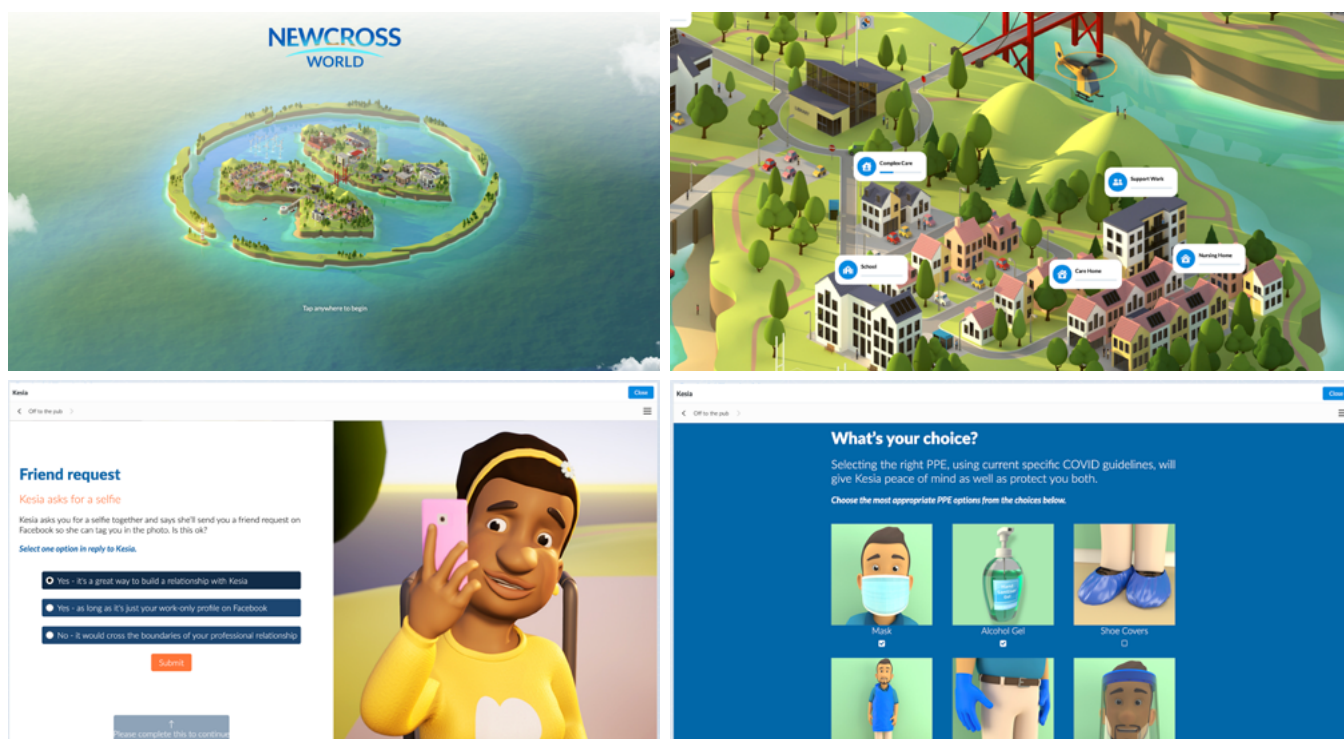 NEWCROSS
WORLD
Tap anywhere to begin
Complex Care
Support Work
School
Care Home
Nursing Home
Kesia
Close
Off to the pub
Friend request
Kesia asks for a selfie
Kesia asks you for a selfie together and says she'll send you a friend request on
Facebook so she can tag you in the photo. Is this ok?
Select one option in reply to Kesia.
Yes - it's a great way to build a relationship with Kesia
Yes - as long as it's just your work-only profile on Facebook
No - it would cross the boundaries of your professional relationship
Submit
Please complete this to continue
Kesia
Close
Off to the pub
What's your choice?
Selecting the right PPE, using current specific COVID guidelines, will
give Kesia peace of mind as well as protect you both.
Choose the most appropriate PPE options from the choices below.
Mask
Alcohol Gel
Shoe Covers